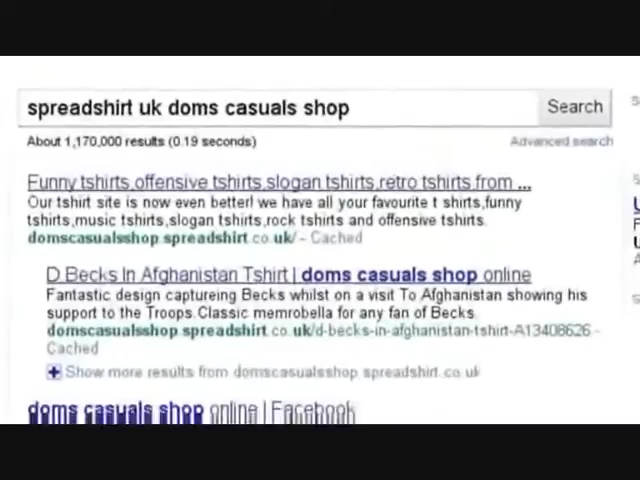 spreadshirt uk doms casuals shop
Search
About 1,170,000 results (0.19 seconds)
Advanced search
Funny tshirts,offensive tshirts,slogan tshirts,retro tshirts,from ...
Our tshirt site is now even better! we have all your favourite t shirts,funny
tshirts,music tshirts,slogan tshirts,rock tshirts and offensive tshirts.
domscasualsshop.spreadshirt.co.uk/ - Cached
D Becks In Afghanistan Tshirt | doms casuals shop online
Fantastic design captureing Becks whilst on a visit To Afghanistan showing his
support to the Troops.Classic memrobella for any fan of Becks.
domscasualsshop.spreadshirt.co.uk/d-becks-in-afghanistan-tshirt-A13408626 -
Cached
Show more results from domscasualsshop.spreadshirt.co.uk
doms casuals shop online | Facebook